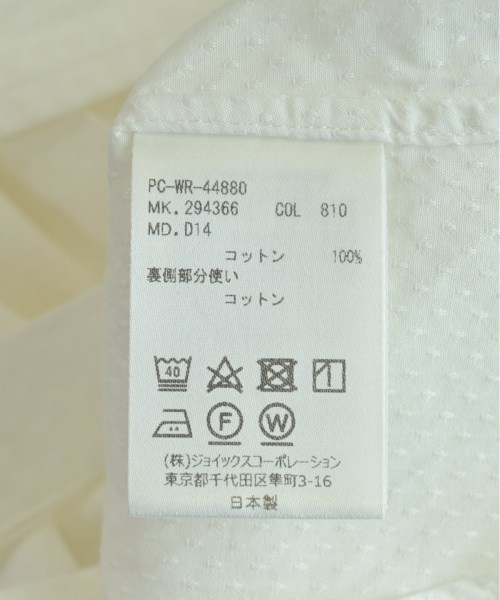 PC-WR-44880
MK.294366 COL 810
MD.D14
コットン 100%
裏側部分使い
コットン
40
F W
(株)ジョイックスコーポレーション
東京都千代田区隼町3-16
日本製